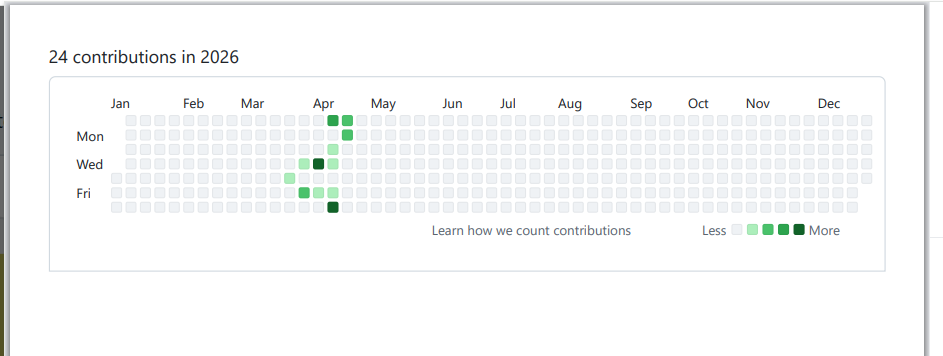 24 contributions in 2026
Jan Feb Mar Apr May Jun Jul Aug Sep Oct Nov Dec
Mon
Wed
Fri
Learn how we count contributions Less More